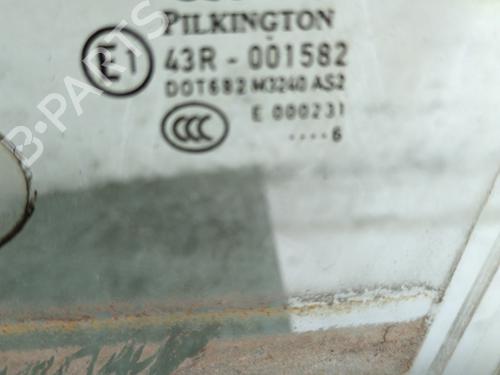 PILKINGTON
E1 43R - 001582
DOT682 M3240 AS2
CCC E 000231
....6
B-PARTS